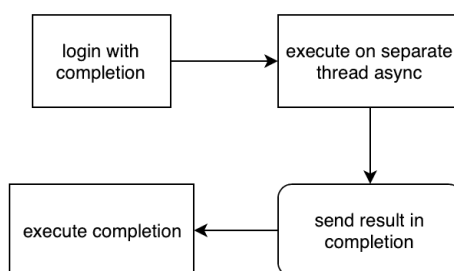 login with
completion
execute on separate
thread async
send result in
completion
execute completion